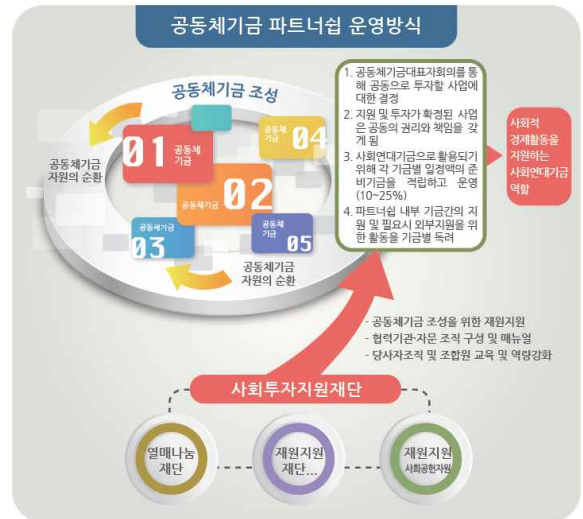 공동체기금 파트너쉽 운영방식
공동체기금 조성
공동체기금
자원의 순환
01 공동체
기금
공동체
기금 04
공동체
기금 02
공동체기금
03
공동체
기금 05
공동체기금
자원의 순환
1. 공동체기금대표자회의를 통
해 공동으로 투자할 사업에
대한 결정
2. 지원 및 투자가 확정된 사업
은 공동의 권리와 책임을 갖
게 됨
3. 사회연대기금으로 활용되기
위해 각 기금별 일정액의 준
비기금을 적립하고 운영
(10~25%)
4. 파트너쉽 내부 기금간의 지
원 및 필요시 외부지원을 위
한 활동을 기금별 독려
사회적
경제활동을
지원하는
사회연대기금
역할
- 공동체기금 조성을 위한 재원지원
- 협력기관·자문 조직 구성 및 매뉴얼
- 당사자조직 및 조합원 교육 및 역량강화
사회투자지원재단
열매나눔
재단
재원지원
재단...
재원지원
사회공헌자원